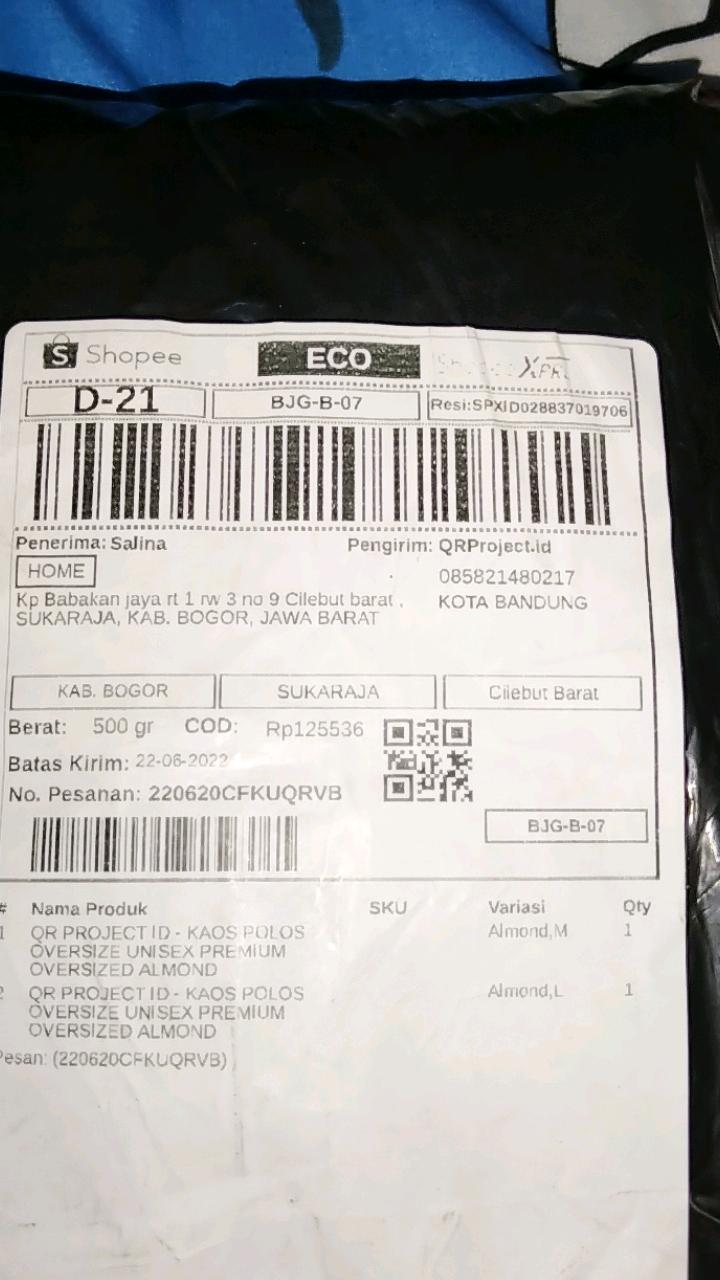 Shopee
ECO
D-21
BJG-B-07
Resi:SPXID028837019706
Penerima: Salina
Pengirim: QRProject.id
HOME
085821480217
Kp Babakan jaya rt 1 rw 3 no 9 Cilebut barat ,
KOTA BANDUNG
SUKARAJA, KAB. BOGOR, JAWA BARAT
KAB. BOGOR
SUKARAJA
Cilebut Barat
Berat: 500 gr COD: Rp125536
Batas Kirim: 22-06-2022
No. Pesanan: 220620CFKUQRVB
BJG-B-07
# Nama Produk SKU Variasi Qty
1 QR PROJECT ID - KAOS POLOS Almond,M 1
OVERSIZE UNISEX PREMIUM
OVERSIZED ALMOND
2 QR PROJECT ID - KAOS POLOS Almond,L 1
OVERSIZE UNISEX PREMIUM
OVERSIZED ALMOND
Pesan: (220620CFKUQRVB)